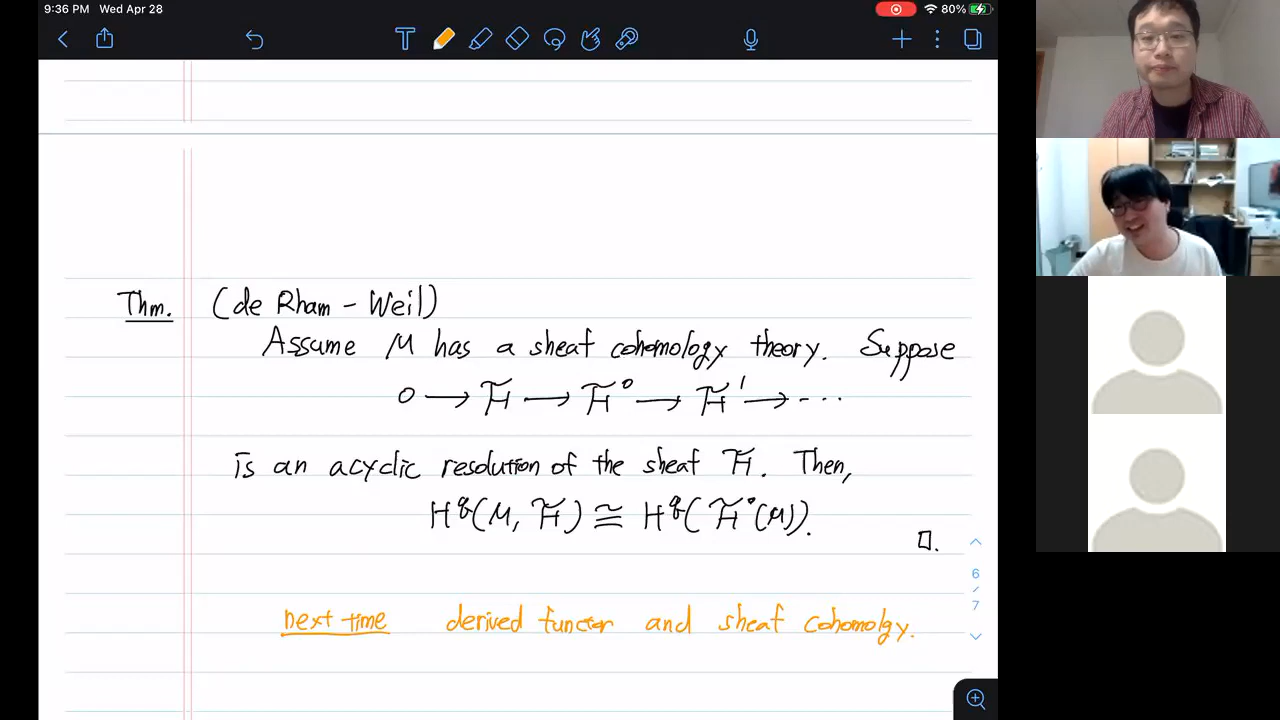 9:36 PM Wed Apr 28
80%
Thm. (de Rham - Weil)
Assume M has a sheaf cohomology theory. Suppose
0 → F → F⁰ → F¹ → ⋯
is an acyclic resolution of the sheaf F. Then,
H^q(M, F) ≅ H^q(F^•(M)).
□.
6
/
7
next time derived functor and sheaf cohomolgy.